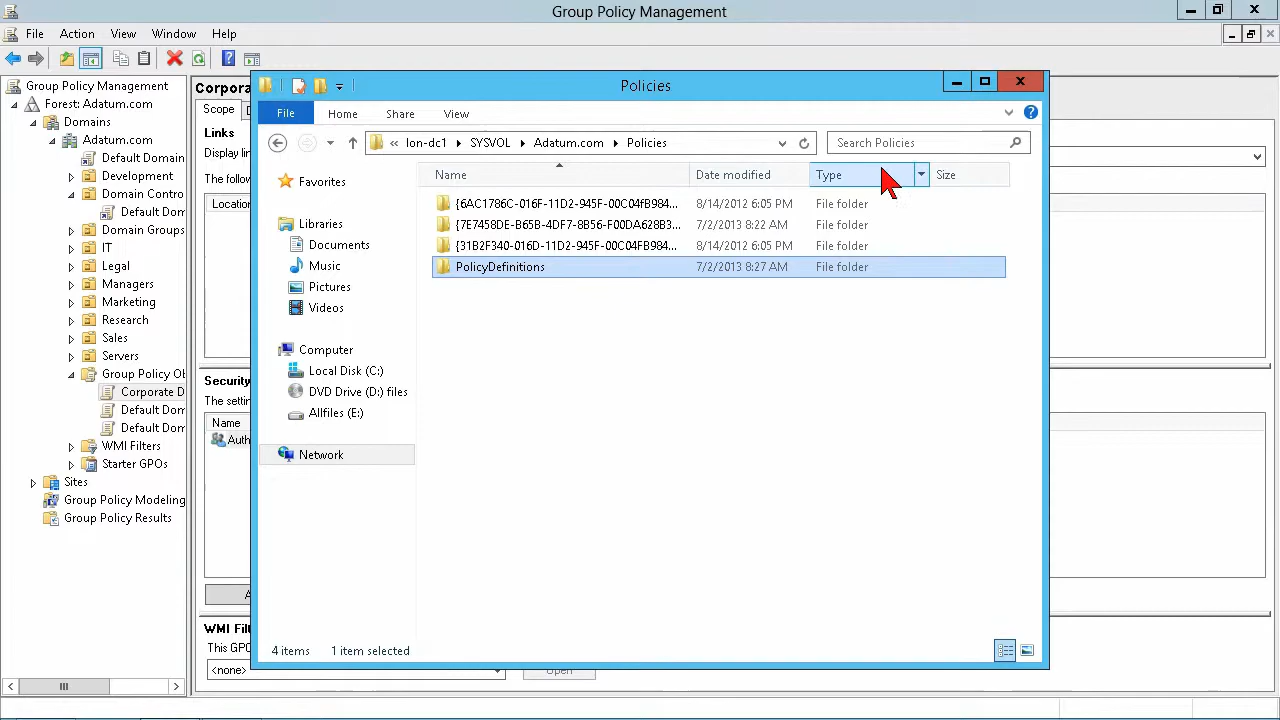 Group Policy Management
File Action View Window Help
Group Policy Management
Forest: Adatum.com
Domains
Adatum.com
Default Domain
Development
Domain Contro
Default Dom
Domain Groups
IT
Legal
Managers
Marketing
Research
Sales
Servers
Group Policy Ob
Corporate D
Default Dom
Default Dom
WMI Filters
Starter GPOs
Sites
Group Policy Modeling
Group Policy Results
Corpora
Scope
Links
Display lin
The follow
Location
Security
The settin
Name
Auth
A
WMI Filt
This GPO
<none>
Open
Policies
File Home Share View
« lon-dc1 SYSVOL Adatum.com Policies
Search Policies
Favorites
Libraries
Documents
Music
Pictures
Videos
Computer
Local Disk (C:)
DVD Drive (D:) files
Allfiles (E:)
Network
Name Date modified Type Size
{6AC1786C-016F-11D2-945F-00C04fB984... 8/14/2012 6:05 PM File folder
{7E7458DE-B65B-4DF7-8B56-F00DA628B3... 7/2/2013 8:22 AM File folder
{31B2F340-016D-11D2-945F-00C04FB984... 8/14/2012 6:05 PM File folder
PolicyDefinitions 7/2/2013 8:27 AM File folder
4 items 1 item selected